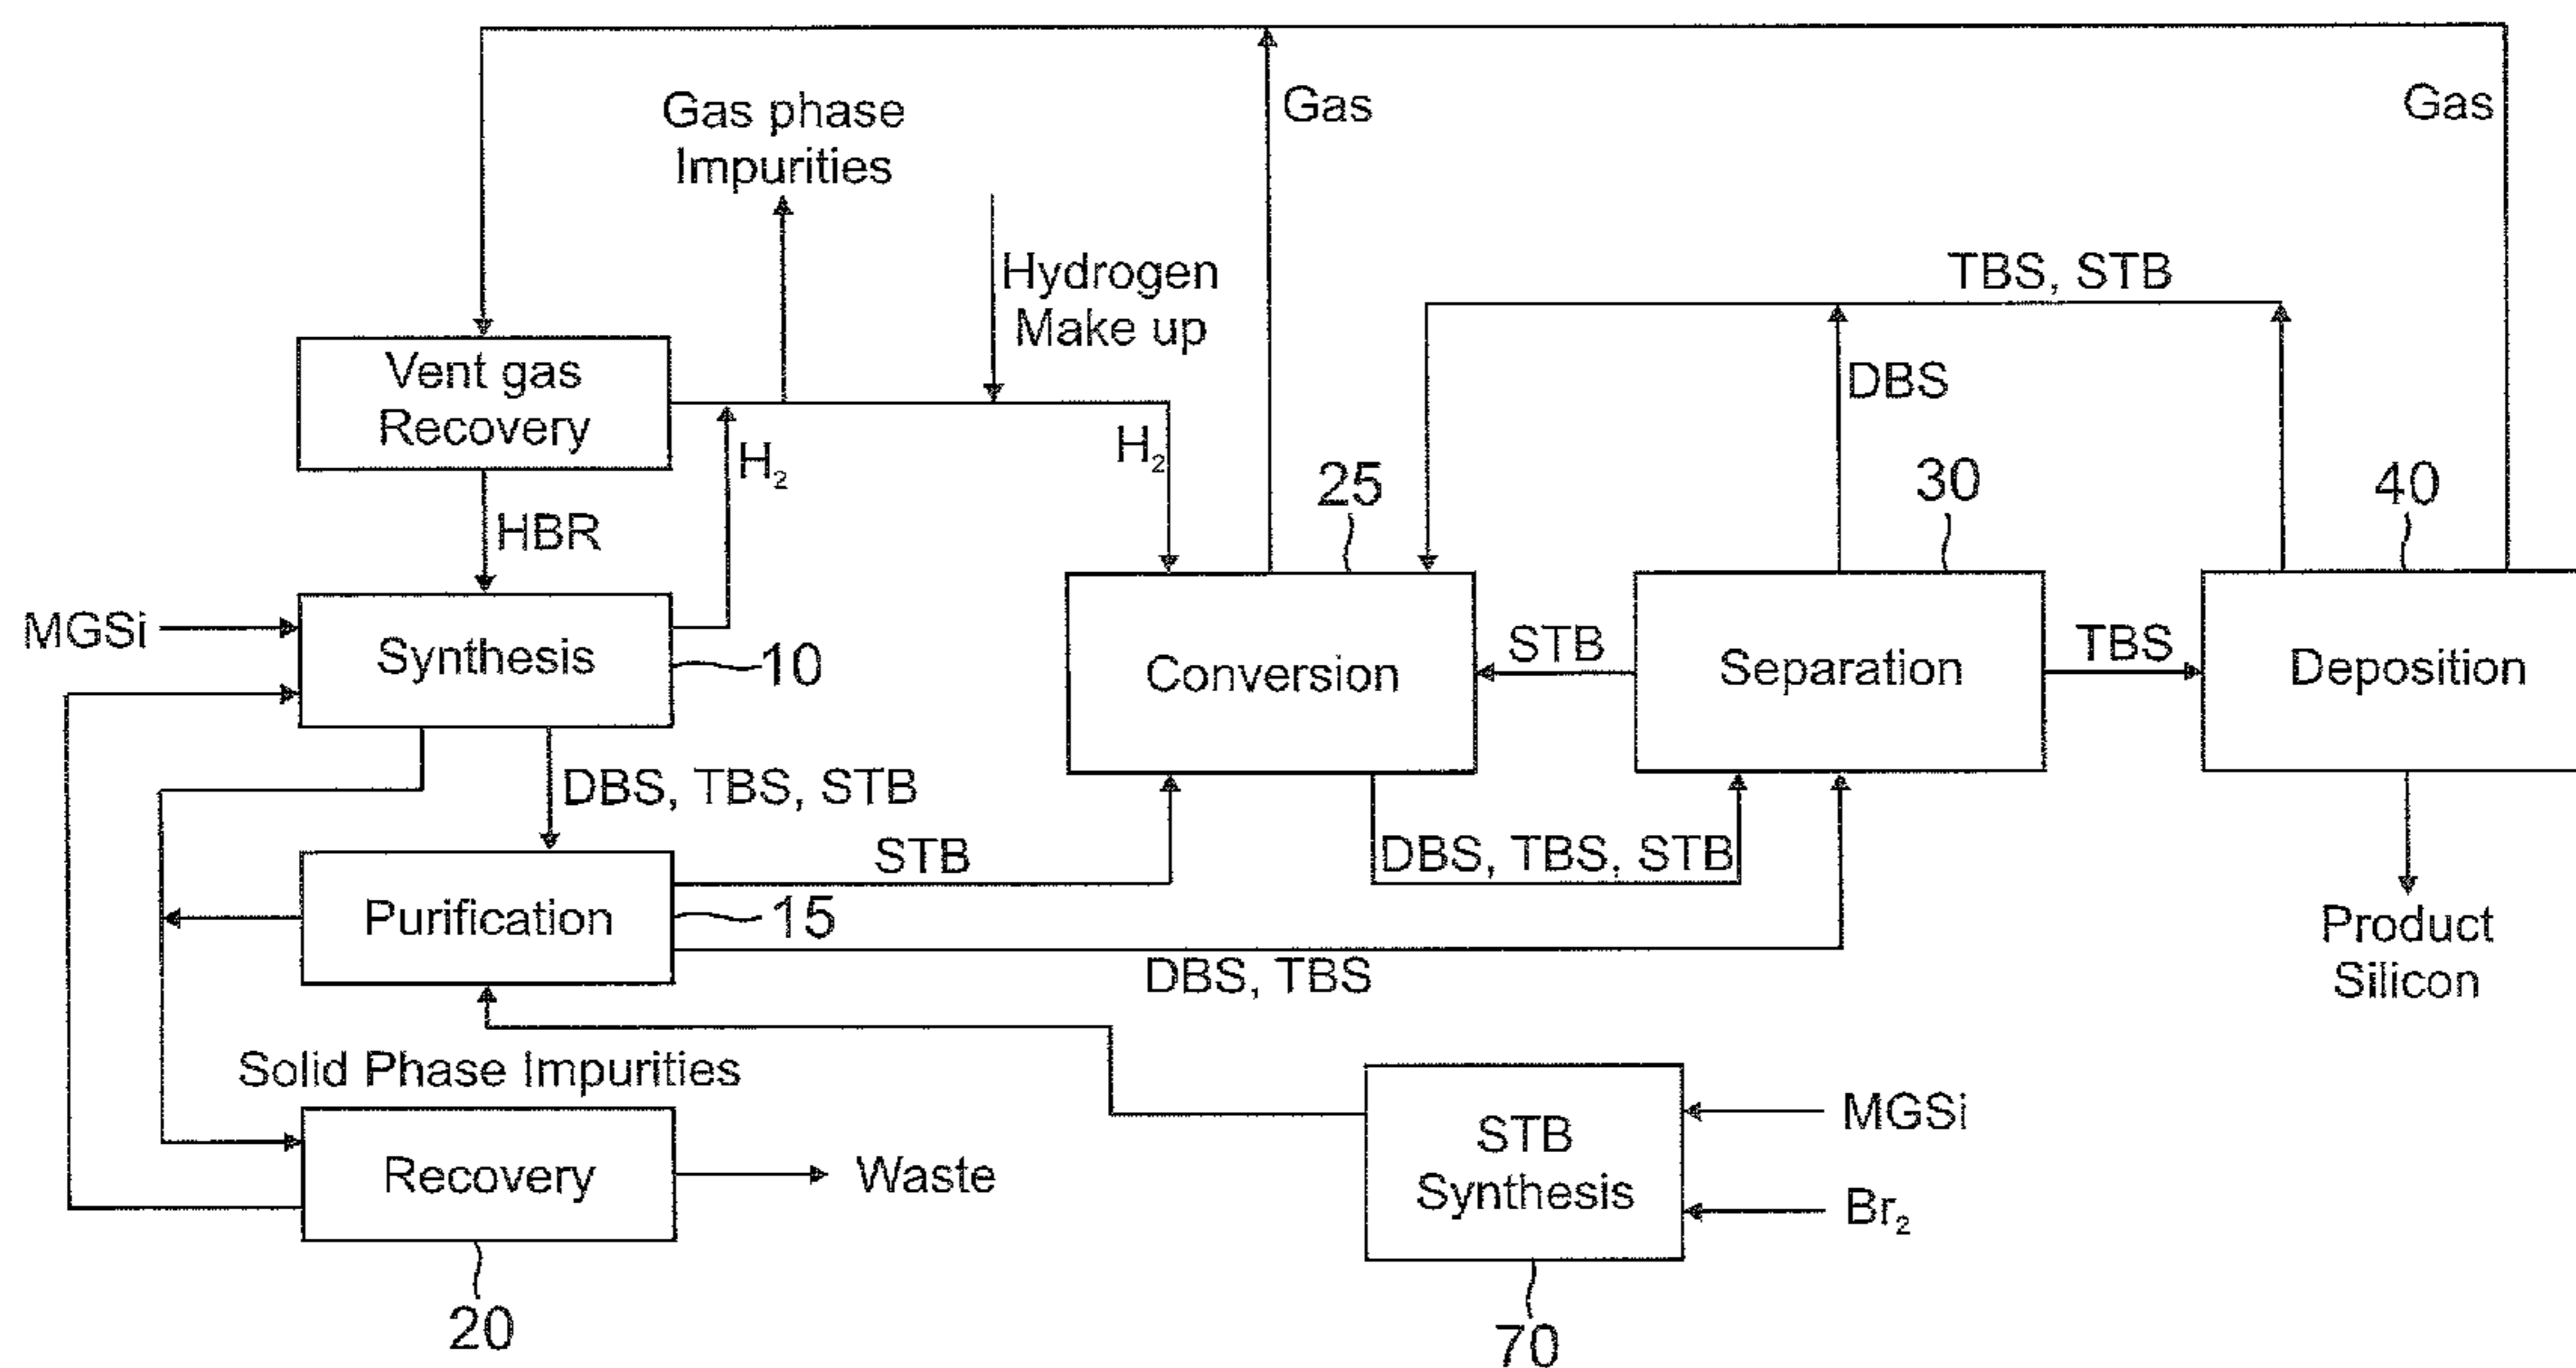 Gas
Gas
Gas phase
Impurities
Hydrogen
Make up
TBS, STB
DBS
Vent gas
Recovery
H₂
H₂
HBR
25
30
40
MGSi
Synthesis
10
Conversion
STB
Separation
TBS
Deposition
DBS, TBS, STB
STB
DBS, TBS, STB
Purification
15
DBS, TBS
Product
Silicon
Solid Phase Impurities
Recovery
Waste
20
STB
Synthesis
MGSi
Br₂
70